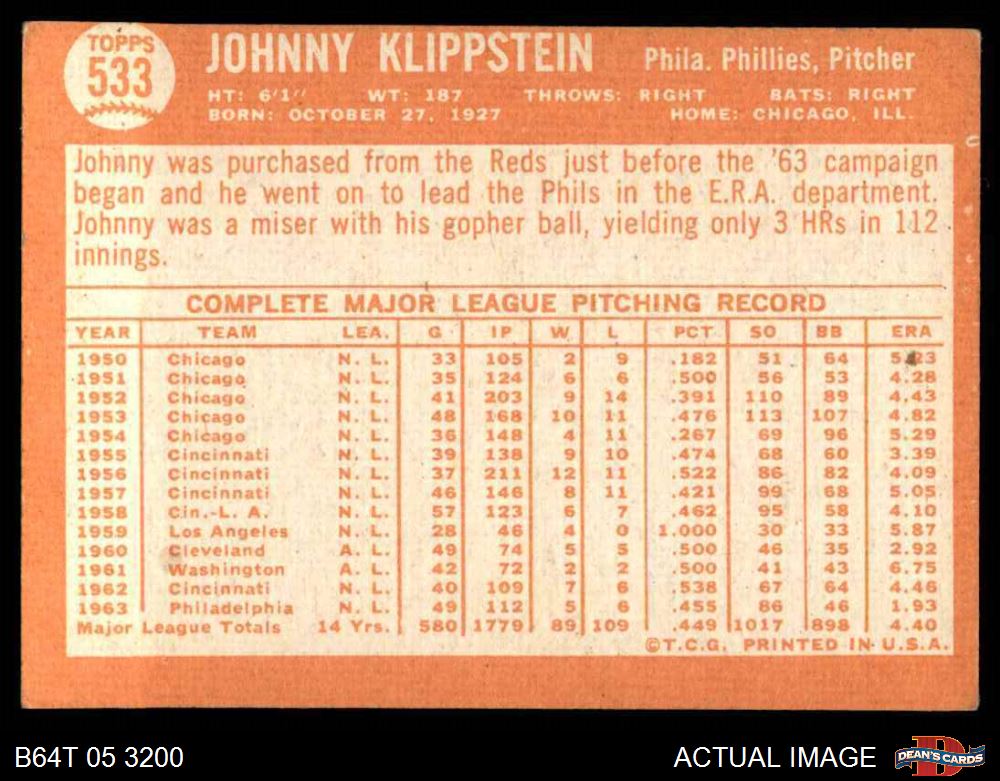 TOPPS
533
JOHNNY KLIPPSTEIN Phila. Phillies, Pitcher
HT: 6'1" WT: 187 THROWS: RIGHT BATS: RIGHT
BORN: OCTOBER 27, 1927 HOME: CHICAGO, ILL.
Johnny was purchased from the Reds just before the '63 campaign
began and he went on to lead the Phils in the E.R.A. department.
Johnny was a miser with his gopher ball, yielding only 3 HRs in 112
innings.
COMPLETE MAJOR LEAGUE PITCHING RECORD
YEAR TEAM LEA. G IP W L PCT SO BB ERA
1950 Chicago N. L. 33 105 2 9 .182 51 64 5.23
1951 Chicago N. L. 35 124 6 6 .500 56 53 4.28
1952 Chicago N. L. 41 203 9 14 .391 110 89 4.43
1953 Chicago N. L. 48 168 10 11 .476 113 107 4.82
1954 Chicago N. L. 36 148 4 11 .267 69 96 5.29
1955 Cincinnati N. L. 39 138 9 10 .474 68 60 3.39
1956 Cincinnati N. L. 37 211 12 11 .522 86 82 4.09
1957 Cincinnati N. L. 46 146 8 11 .421 99 68 5.05
1958 Cin.-L. A. N. L. 57 123 6 7 .462 95 58 4.10
1959 Los Angeles N. L. 28 46 4 0 1.000 30 33 5.87
1960 Cleveland A. L. 49 74 5 5 .500 46 35 2.92
1961 Washington A. L. 42 72 2 2 .500 41 43 6.75
1962 Cincinnati N. L. 40 109 7 6 .538 67 64 4.46
1963 Philadelphia N. L. 49 112 5 6 .455 86 46 1.93
Major League Totals 14 Yrs. 580 1779 89 109 .449 1017 898 4.40
©T.C.G. PRINTED IN U.S.A.
B64T 05 3200 ACTUAL IMAGE DEAN'S CARDS